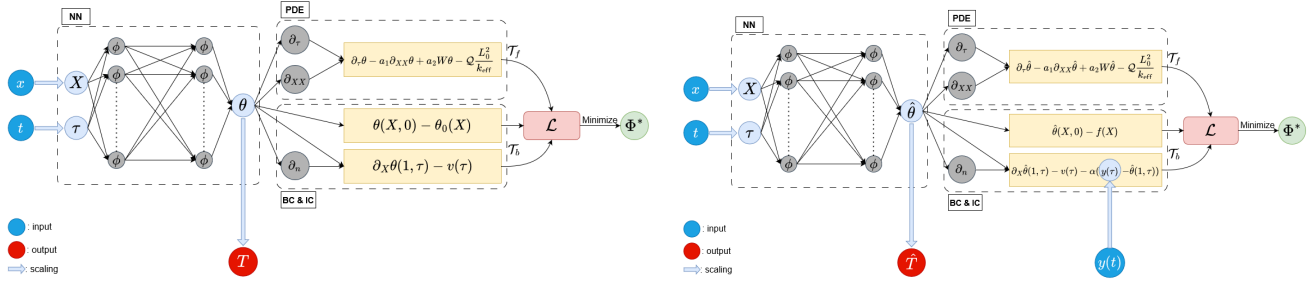 NN
PDE
x
t
X
τ
ϕ ϕ
ϕ ϕ
ϕ ϕ
θ
∂τ
∂XX
∂n
∂τθ − a₁∂XXθ + a₂Wθ − Q L₀²/k_eff
θ(X, 0) − θ₀(X)
∂Xθ(1, τ) − v(τ)
𝒯f
𝒯b
ℒ
Minimize
Φ*
BC & IC
T
: input
: output
: scaling
NN
PDE
x
t
X
τ
ϕ ϕ
ϕ ϕ
ϕ ϕ
θ̂
∂τ
∂XX
∂n
∂τθ̂ − a₁∂XXθ̂ + a₂Wθ̂ − Q L₀²/k_eff
θ̂(X, 0) − f(X)
∂Xθ̂(1, τ) − v(τ) − α(y(τ) − θ̂(1, τ))
𝒯f
𝒯b
ℒ
Minimize
Φ*
BC & IC
T̂
y(t)
: input
: output
: scaling